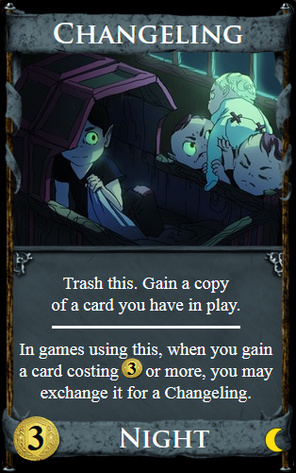 CHANGELING
Trash this. Gain a copy
of a card you have in play.
In games using this, when you gain
a card costing 3 or more, you may
exchange it for a Changeling.
3 NIGHT